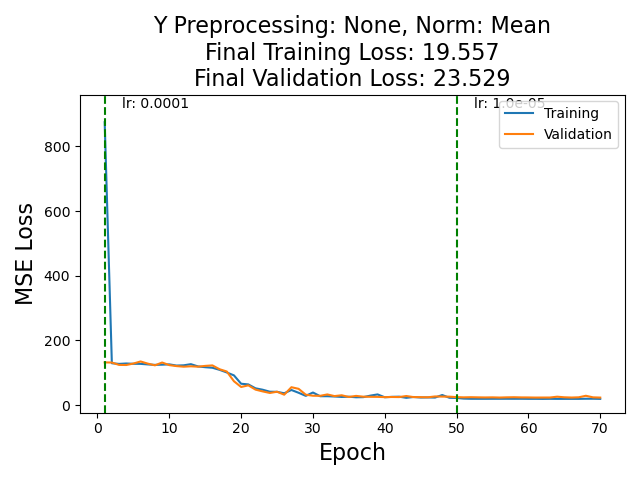 Y Preprocessing: None, Norm: Mean
Final Training Loss: 19.557
Final Validation Loss: 23.529
lr: 0.0001
lr: 1.0e-05
Training
Validation
MSE Loss
800
600
400
200
0
0 10 20 30 40 50 60 70
Epoch